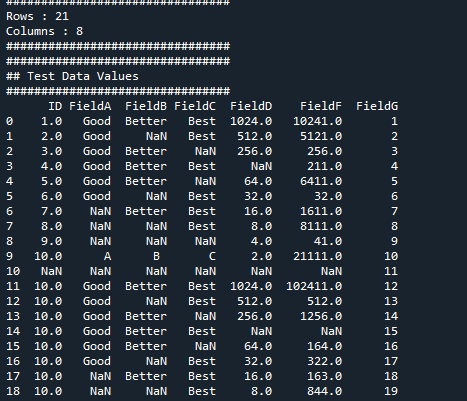 ################################
Rows : 21
Columns : 8
################################
################################
## Test Data Values
################################
ID FieldA FieldB FieldC FieldD FieldF FieldG
0 1.0 Good Better Best 1024.0 10241.0 1
1 2.0 Good NaN Best 512.0 5121.0 2
2 3.0 Good Better NaN 256.0 256.0 3
3 4.0 Good Better Best NaN 211.0 4
4 5.0 Good Better NaN 64.0 6411.0 5
5 6.0 Good NaN Best 32.0 32.0 6
6 7.0 NaN Better Best 16.0 1611.0 7
7 8.0 NaN NaN Best 8.0 8111.0 8
8 9.0 NaN NaN NaN 4.0 41.0 9
9 10.0 A B C 2.0 21111.0 10
10 NaN NaN NaN NaN NaN NaN 11
11 10.0 Good Better Best 1024.0 102411.0 12
12 10.0 Good NaN Best 512.0 512.0 13
13 10.0 Good Better NaN 256.0 1256.0 14
14 10.0 Good Better Best NaN NaN 15
15 10.0 Good Better NaN 64.0 164.0 16
16 10.0 Good NaN Best 32.0 322.0 17
17 10.0 NaN Better Best 16.0 163.0 18
18 10.0 NaN NaN Best 8.0 844.0 19